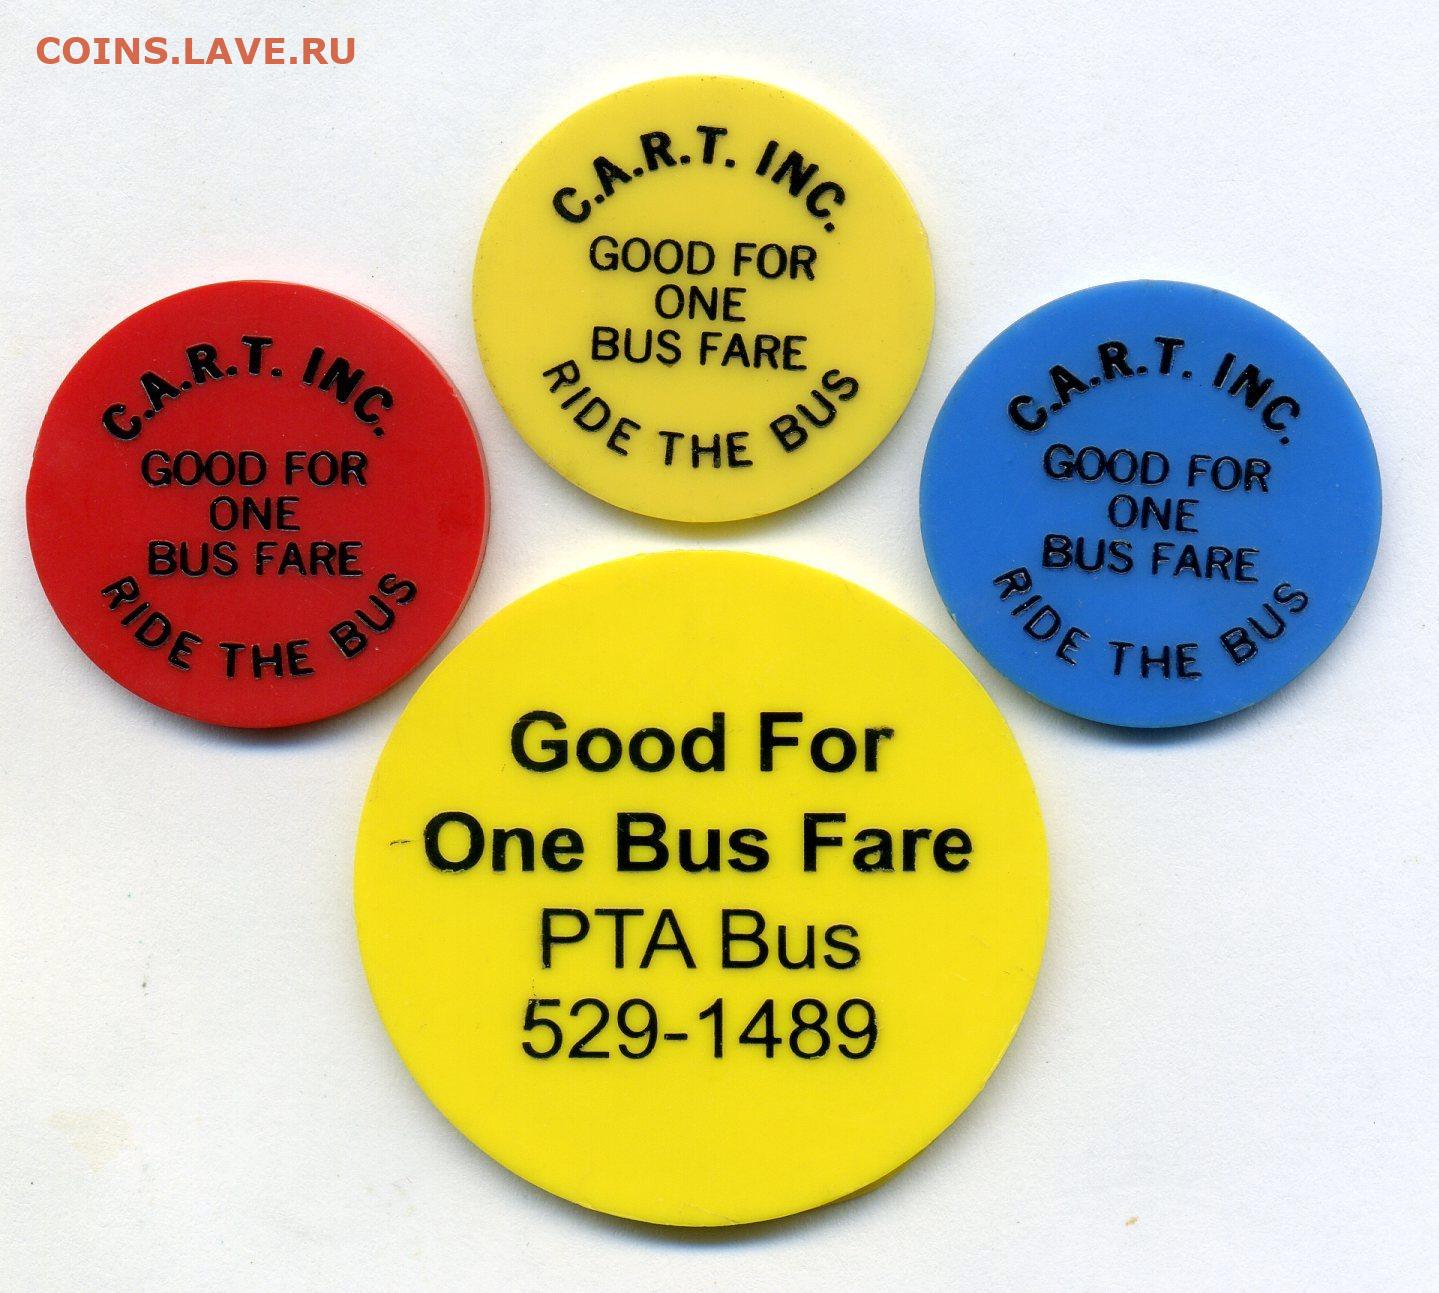 COINS.LAVE.RU
C.A.R.T. INC.
GOOD FOR
ONE
BUS FARE
RIDE THE BUS
C.A.R.T. INC.
GOOD FOR
ONE
BUS FARE
RIDE THE BUS
C.A.R.T. INC.
GOOD FOR
ONE
BUS FARE
RIDE THE BUS
Good For
One Bus Fare
PTA Bus
529-1489